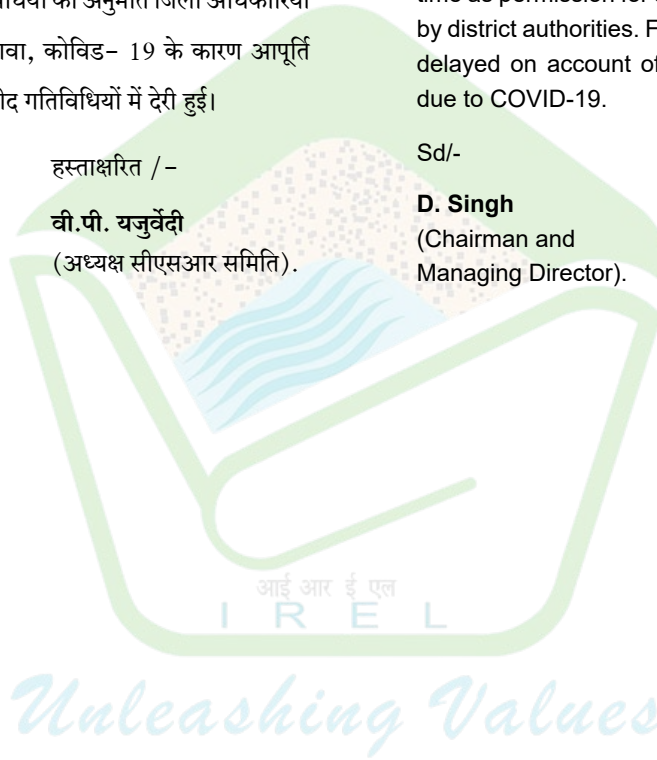 की अनुमति जिला अधिकारियों
कोविड- 19 के कारण आपूर्ति
गतिविधियों में देरी हुई।
हस्ताक्षरित /-
वी.पी. यजुर्वेदी
(अध्यक्ष सीएसआर समिति).
as permission for
by district authorities.
delayed on account of
due to COVID-19.
Sd/-
D. Singh
(Chairman and
Managing Director).
आई आर ई एल
I R E L
Unleashing Values